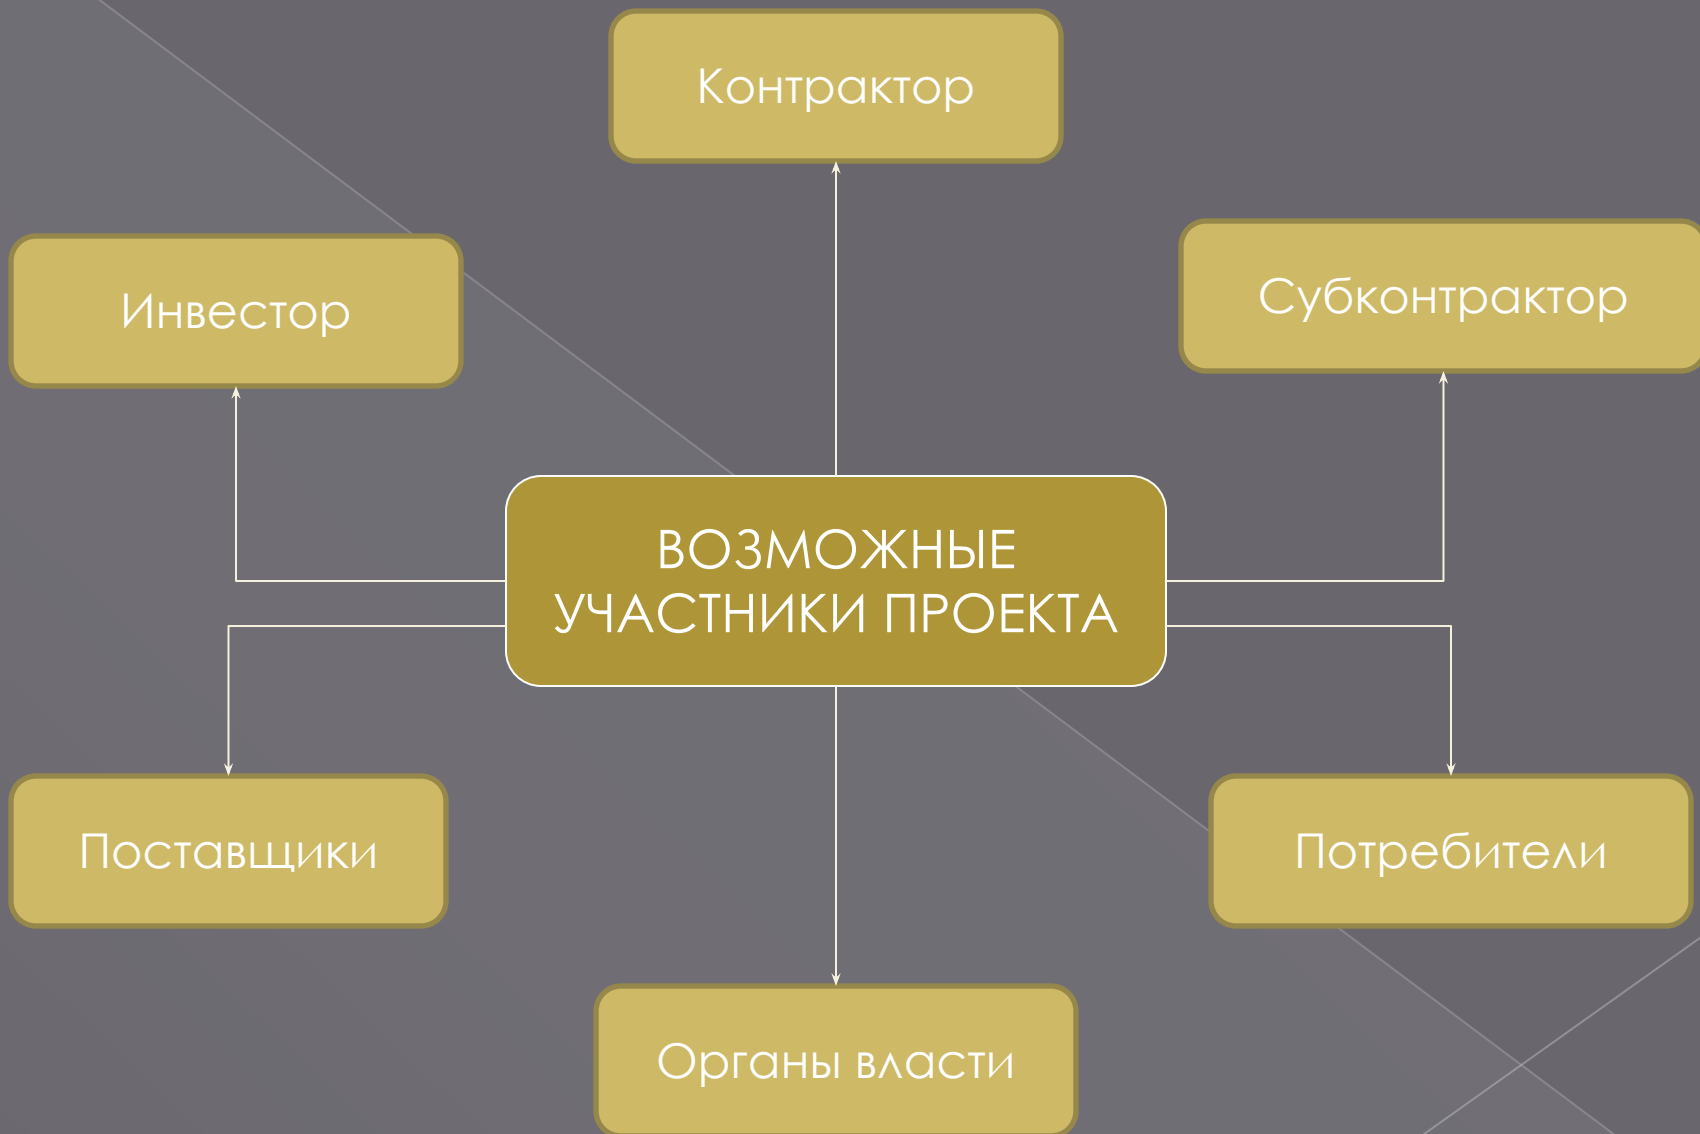 Контрактор
Инвестор
Субконтрактор
ВОЗМОЖНЫЕ
УЧАСТНИКИ ПРОЕКТА
Поставщики
Потребители
Органы власти